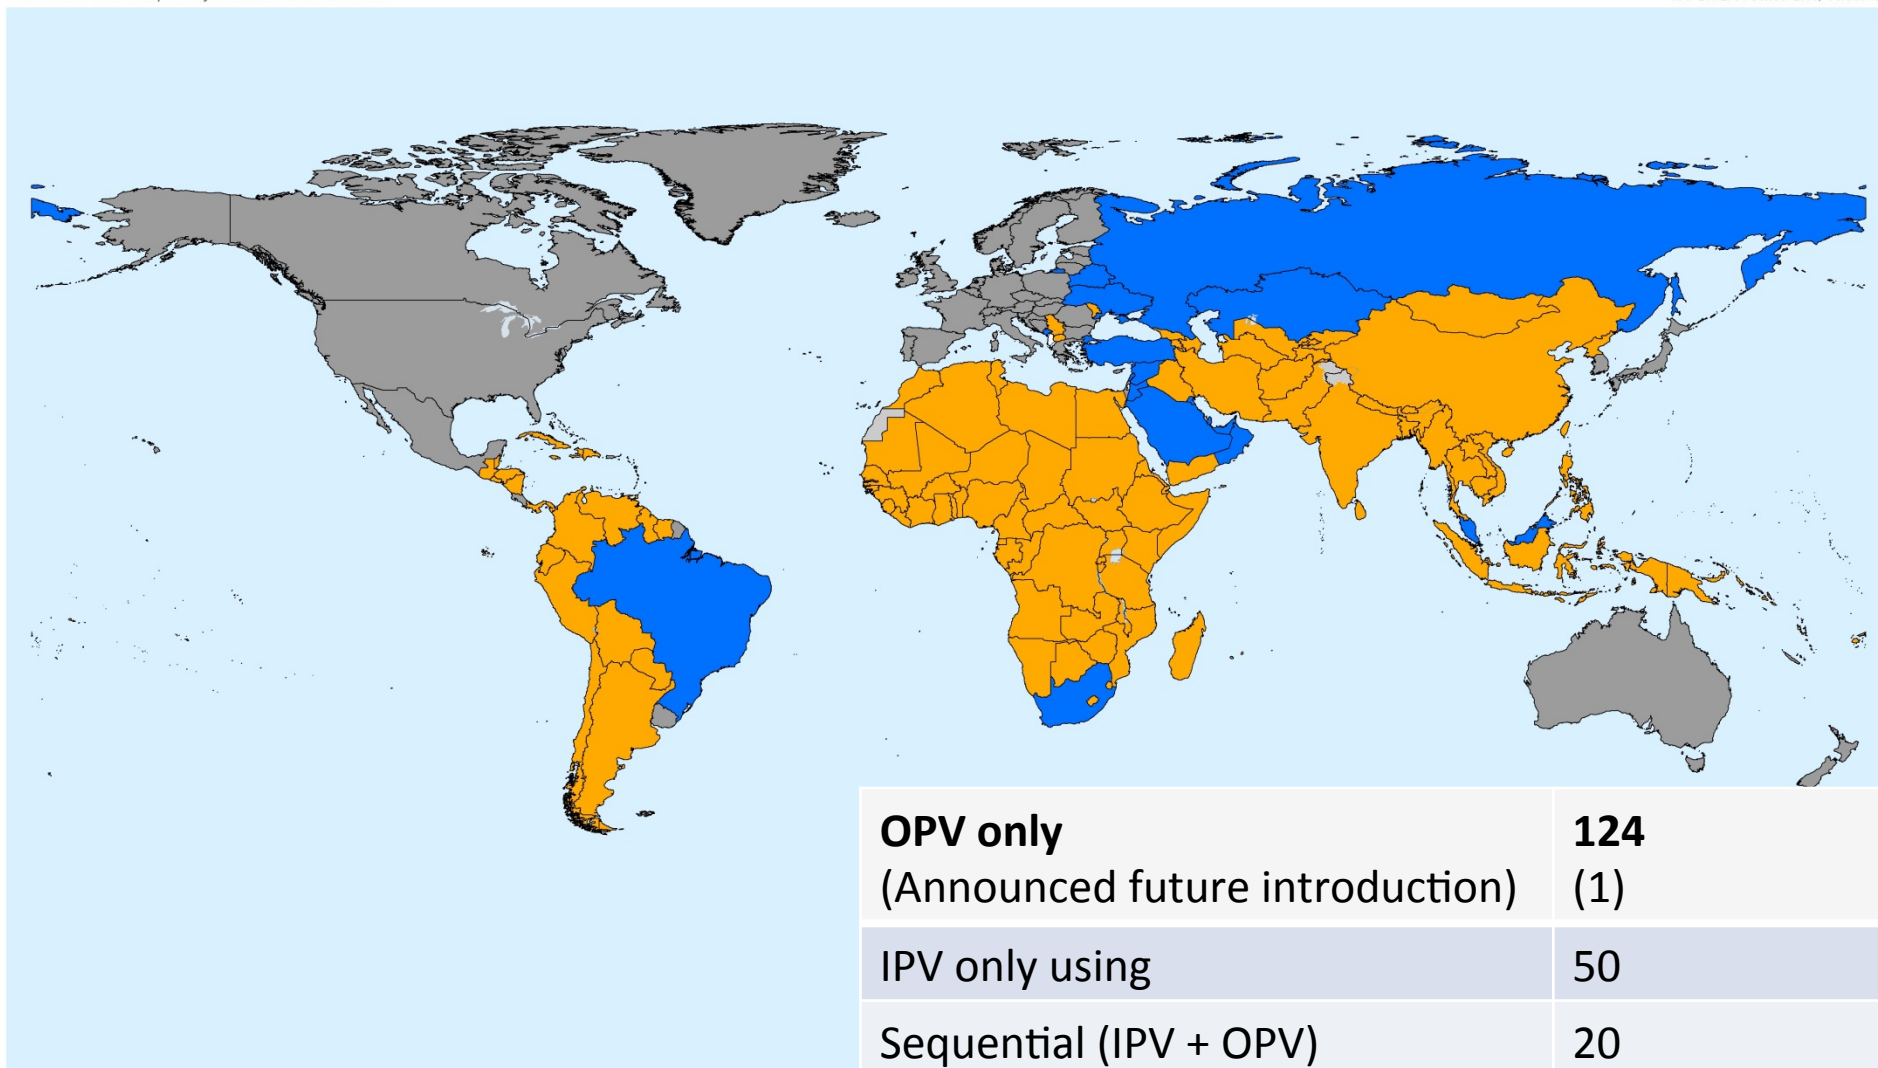 OPV only 124
(Announced future introduction) (1)
IPV only using 50
Sequential (IPV + OPV) 20